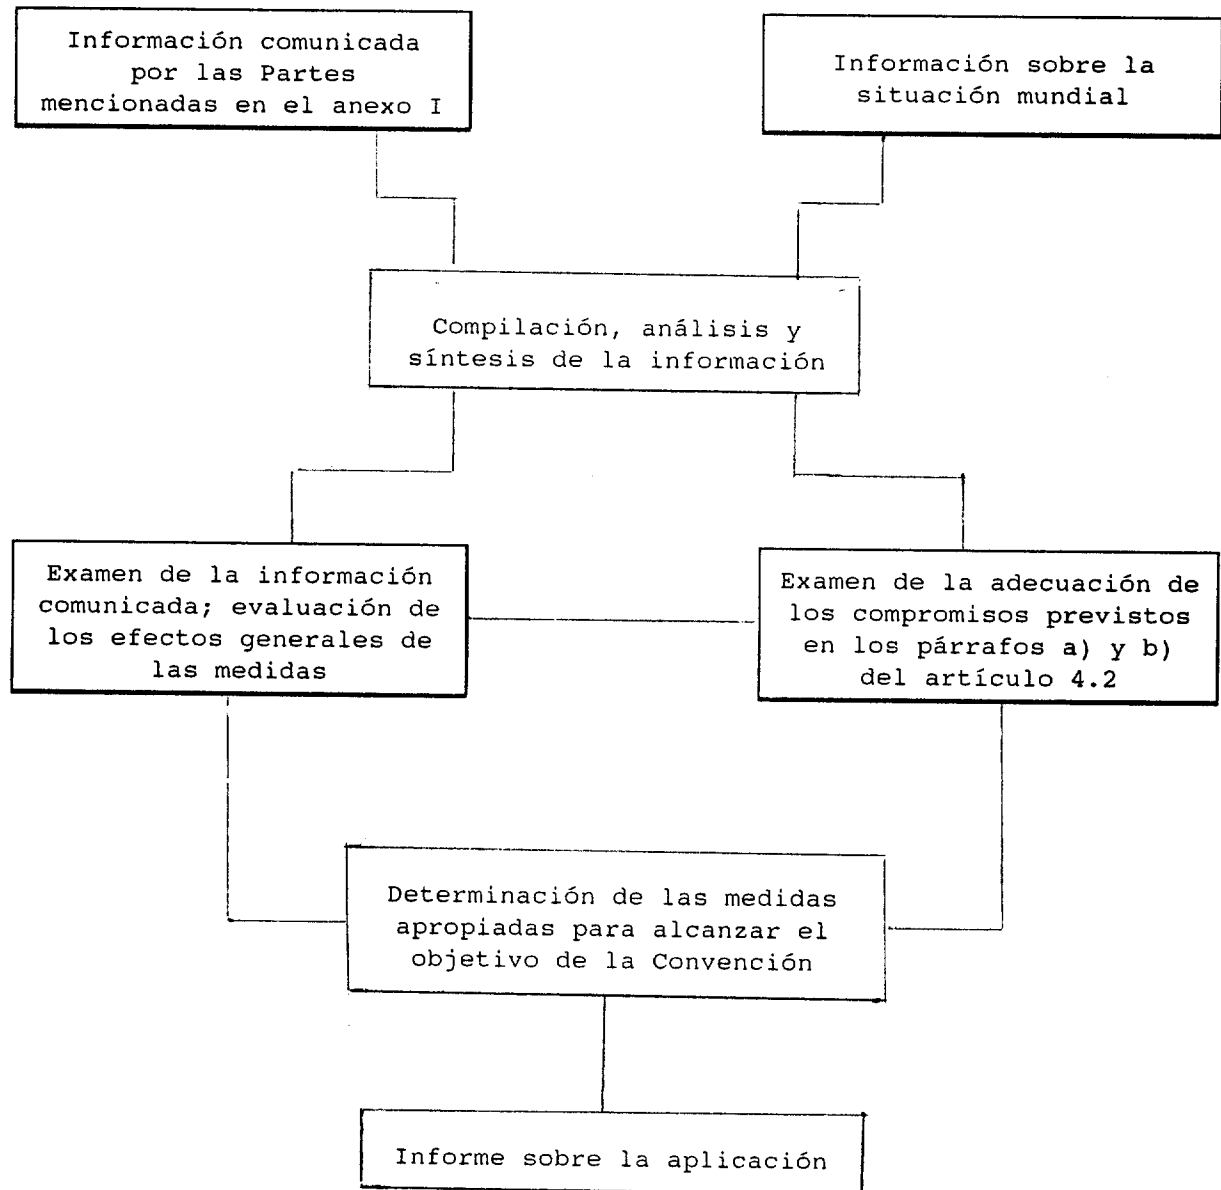 Información comunicada
por las Partes
mencionadas en el anexo I
Información sobre la
situación mundial
Compilación, análisis y
síntesis de la información
Examen de la información
comunicada; evaluación de
los efectos generales de
las medidas
Examen de la adecuación de
los compromisos previstos
en los párrafos a) y b)
del artículo 4.2
Determinación de las medidas
apropiadas para alcanzar el
objetivo de la Convención
Informe sobre la aplicación